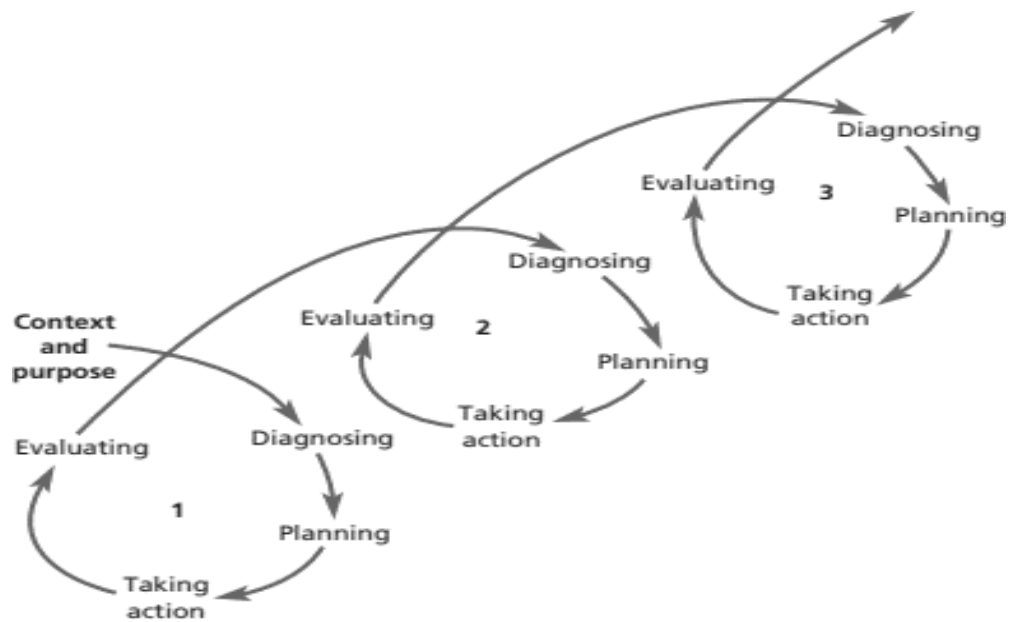 Diagnosing
Evaluating
3
Planning
Taking
action
Diagnosing
Evaluating
2
Planning
Taking
action
Context
and
purpose
Diagnosing
Evaluating
1
Planning
Taking
action